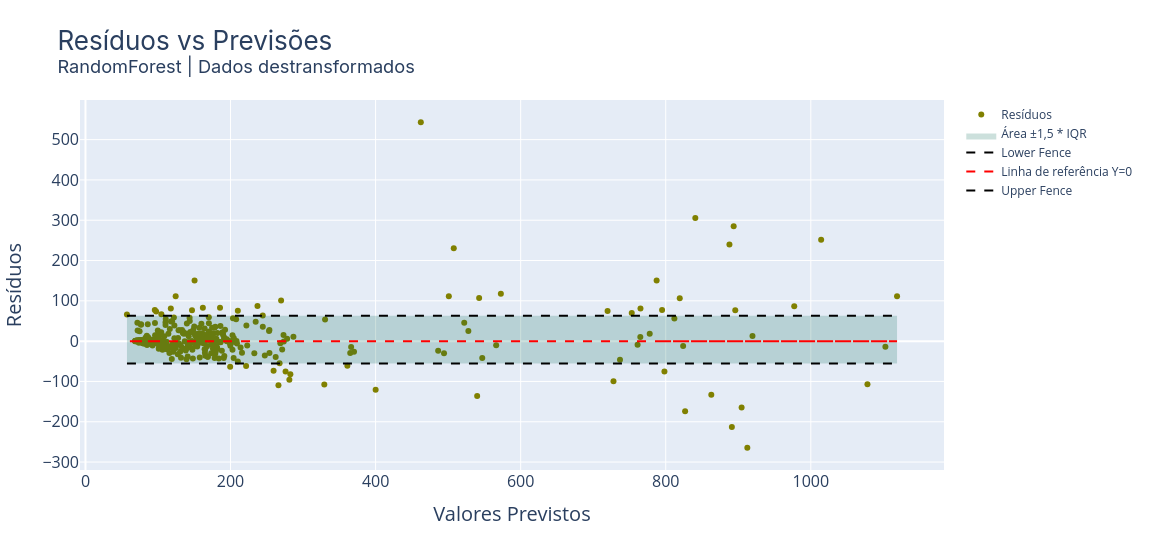 Resíduos vs Previsões
RandomForest | Dados destransformados
Resíduos
500
400
300
200
100
0
−100
−200
−300
0
200
400
600
800
1000
Valores Previstos
Resíduos
Área ±1,5 * IQR
Lower Fence
Linha de referência Y=0
Upper Fence